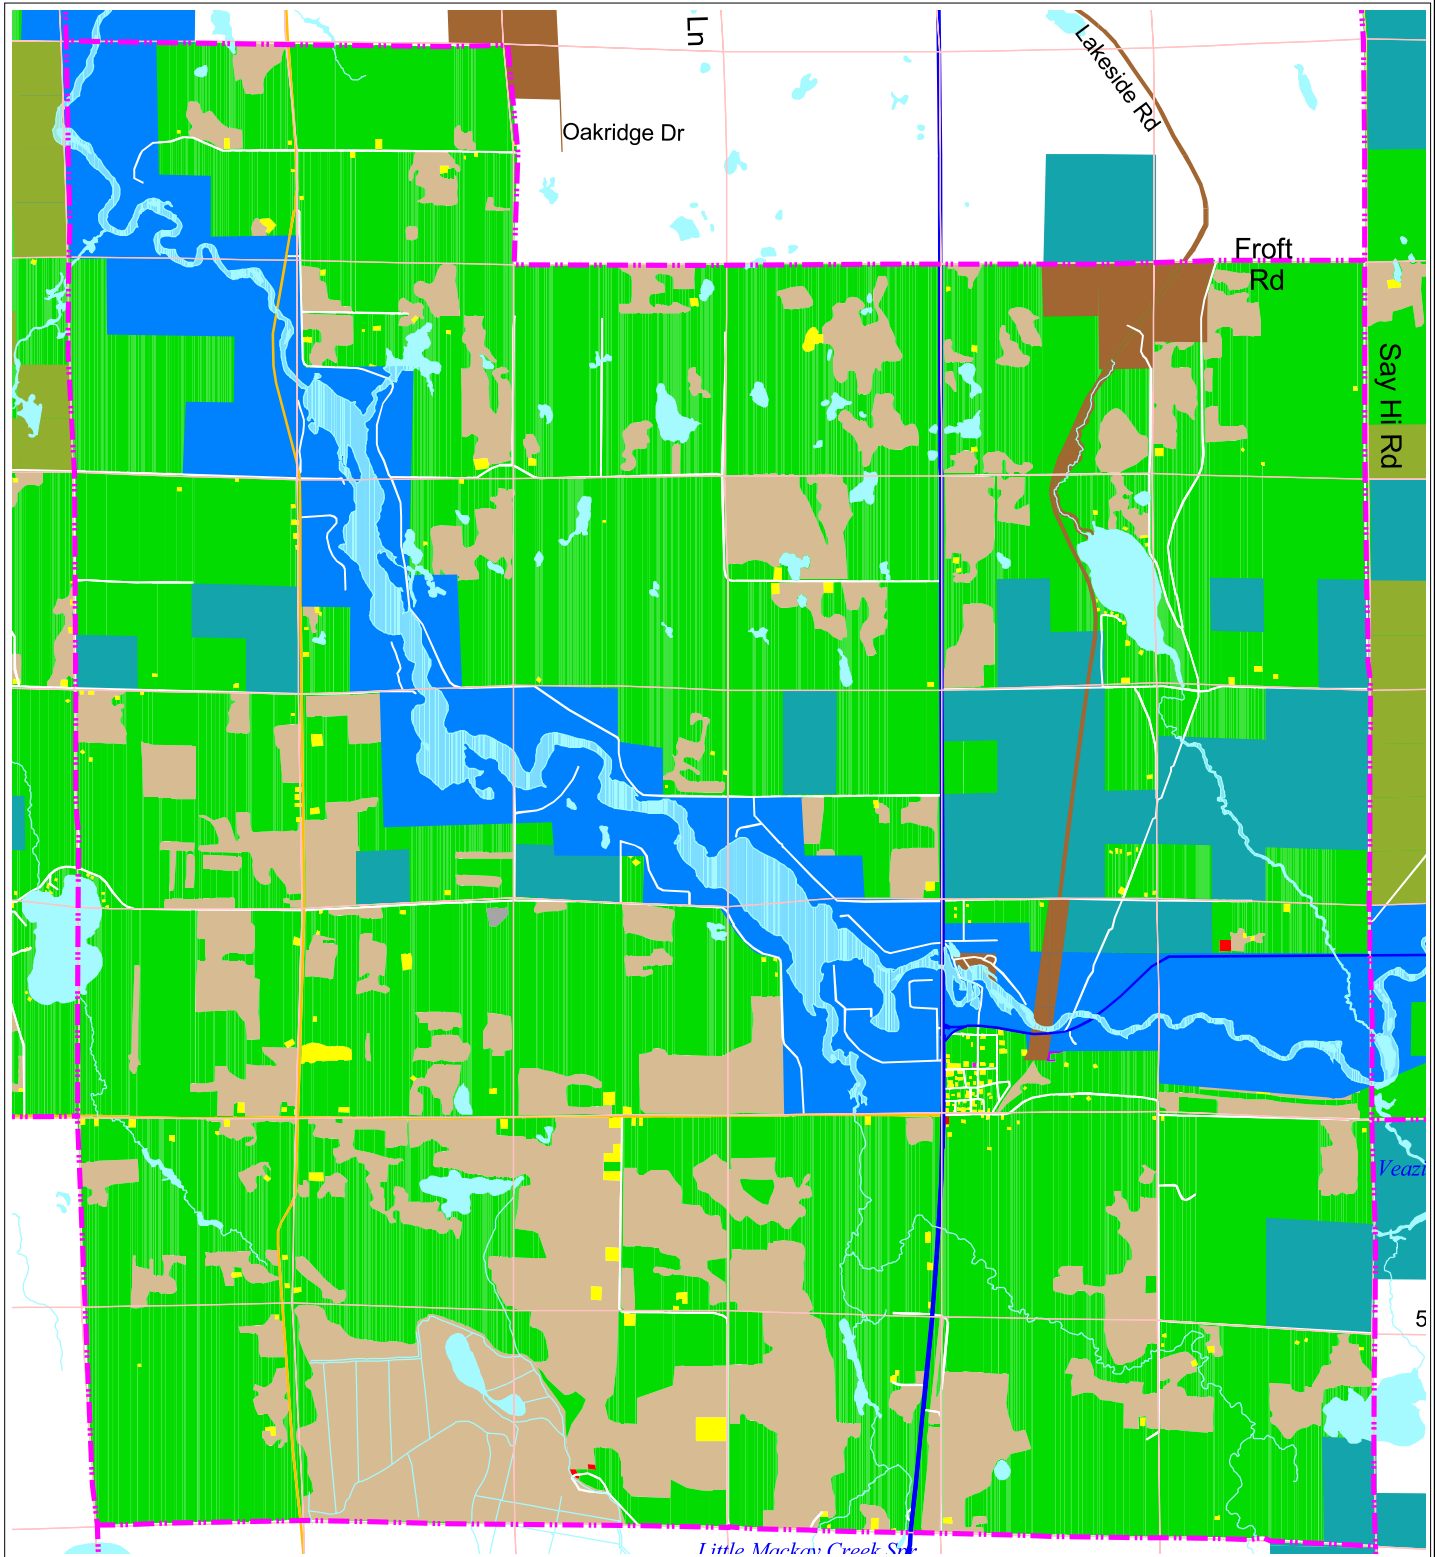 Ln
Lakeside Rd
Oakridge Dr
Froft
Rd
Say Hi Rd
Veazi
5
Little Mackay Creek Spr